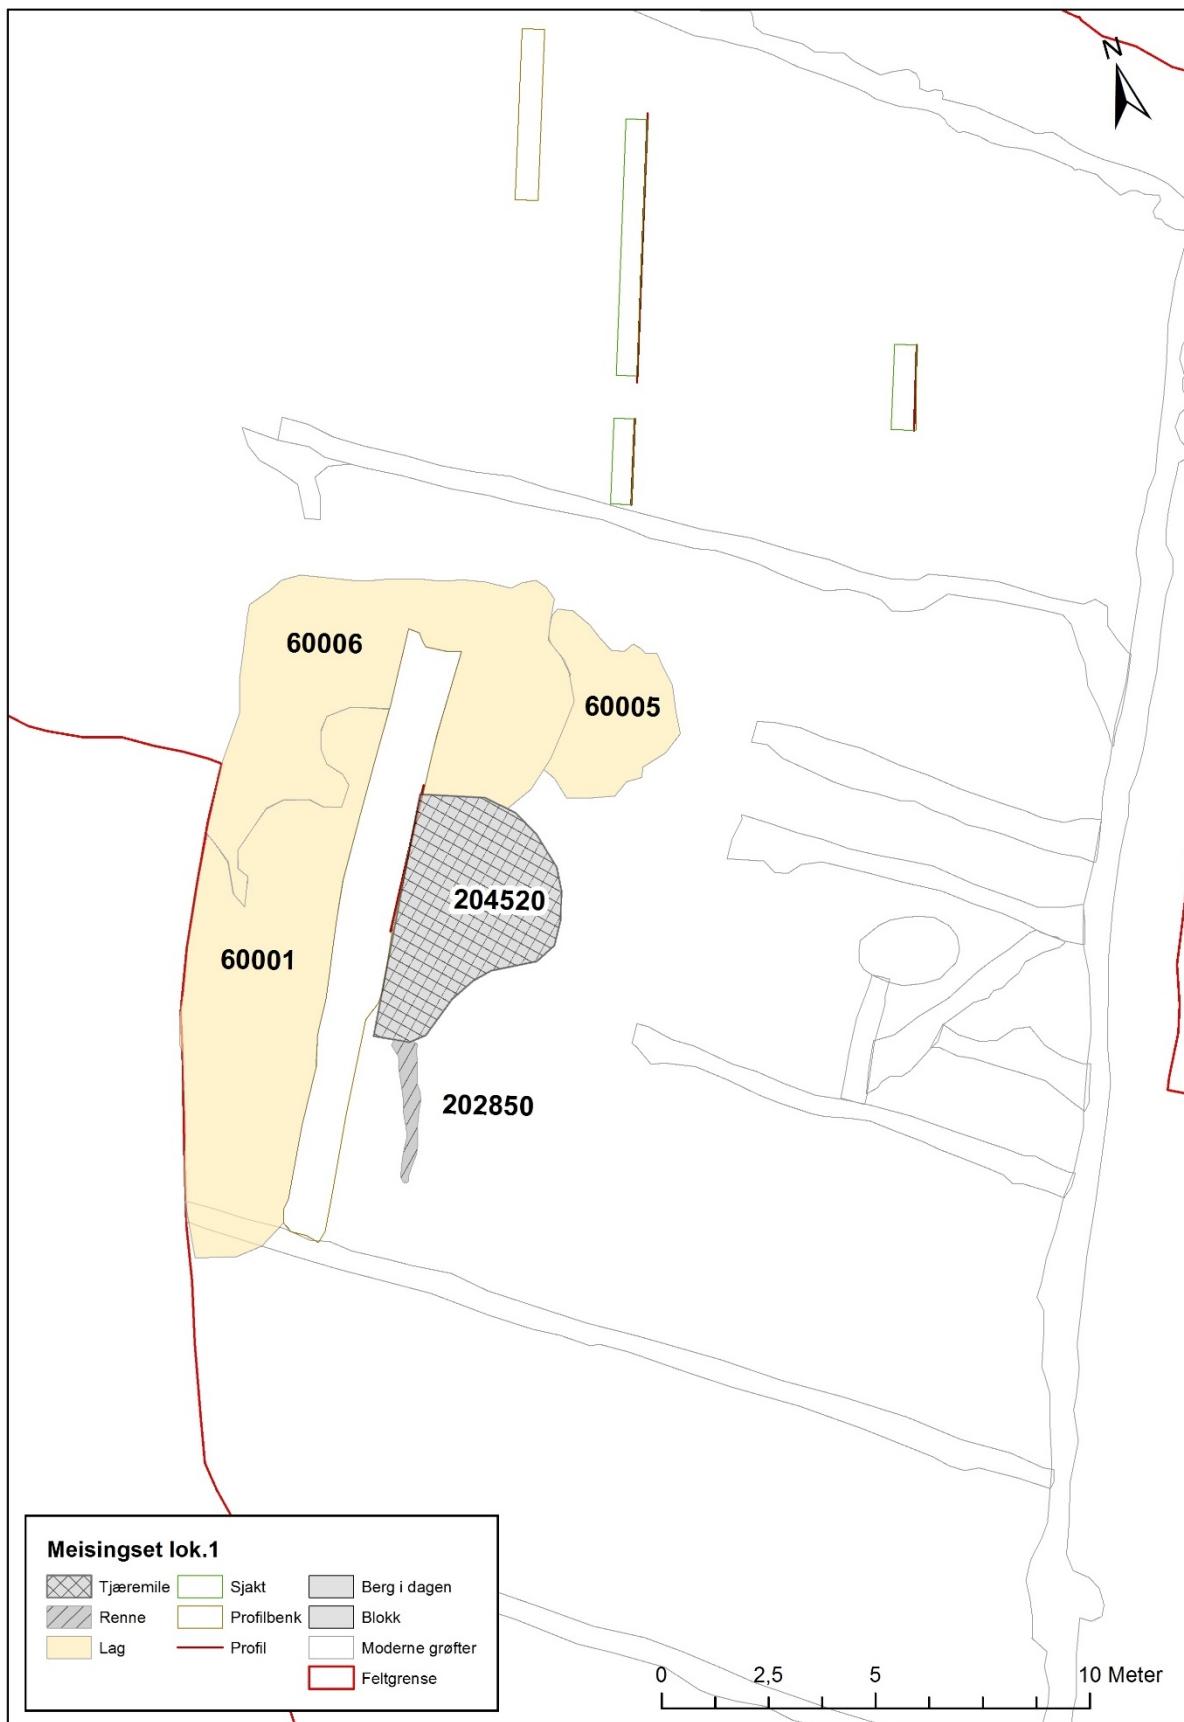 N
60006
60005
204520
60001
202850
Meisingset lok.1
Tjæremile Sjakt Berg i dagen
Renne Profilbenk Blokk
Lag Profil Moderne grøfter
Feltgrense
0 2,5 5 10 Meter